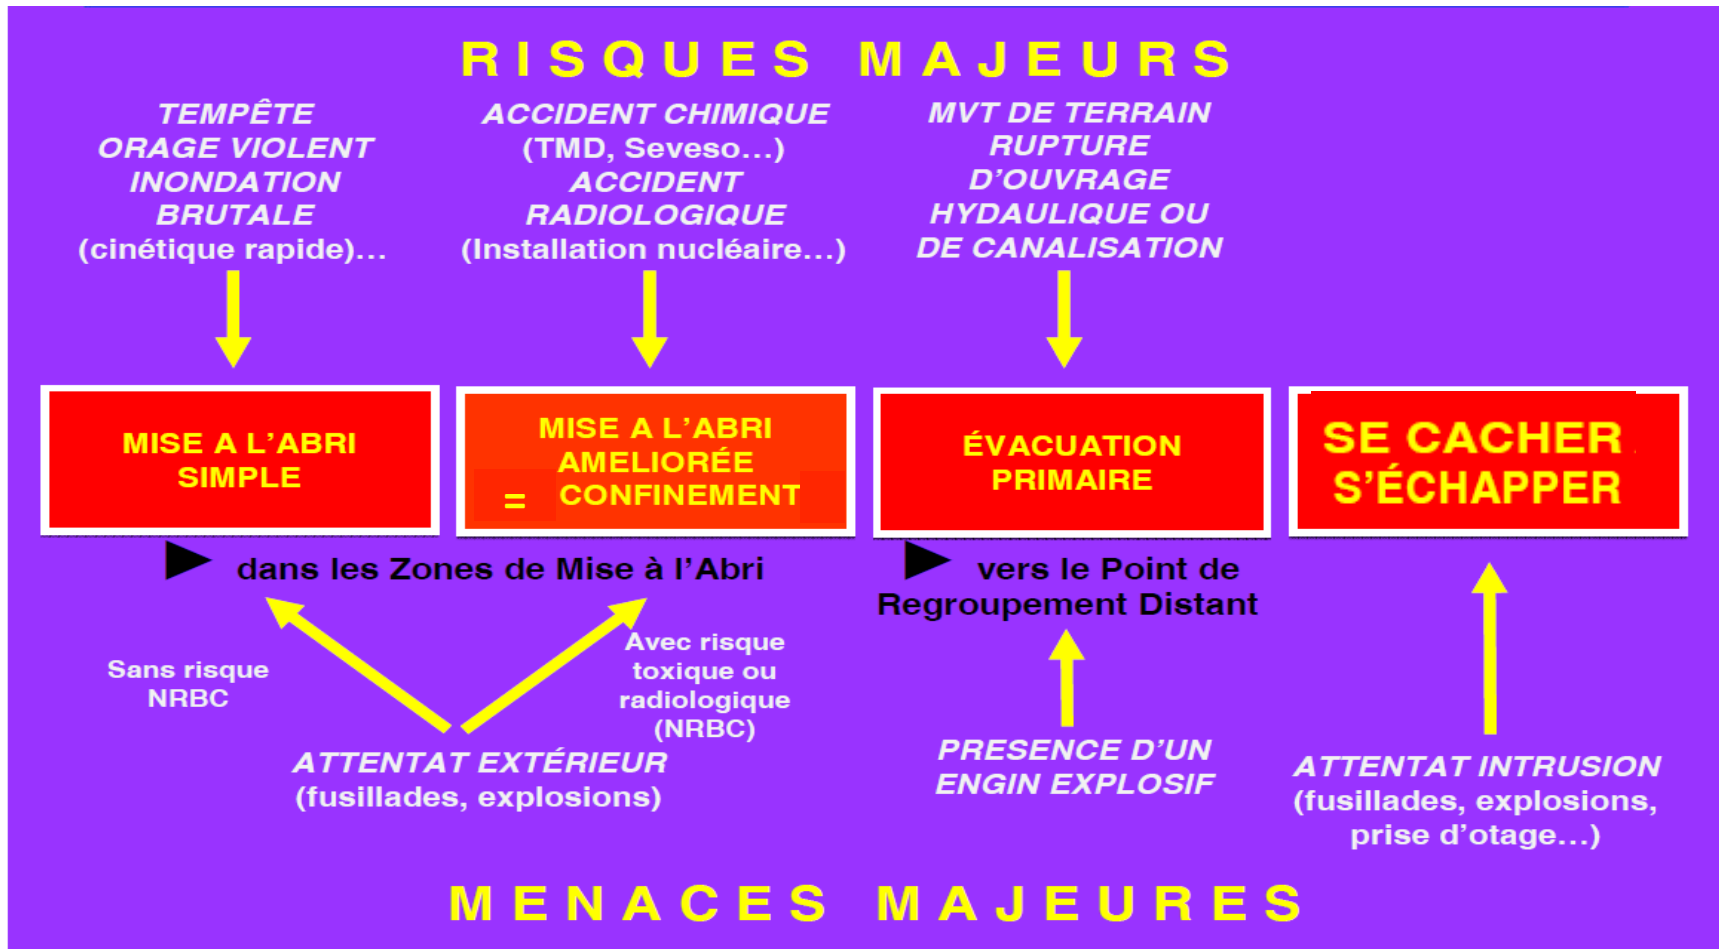 RISQUES MAJEURS
TEMPÊTE
ORAGE VIOLENT
INONDATION
BRUTALE
(cinétique rapide)...
ACCIDENT CHIMIQUE
(TMD, Seveso...)
ACCIDENT
RADIOLOGIQUE
(Installation nucléaire...)
MVT DE TERRAIN
RUPTURE
D'OUVRAGE
HYDAULIQUE OU
DE CANALISATION
MISE A L'ABRI
SIMPLE
MISE A L'ABRI
AMELIORÉE
= CONFINEMENT
ÉVACUATION
PRIMAIRE
SE CACHER
S'ÉCHAPPER
dans les Zones de Mise à l'Abri
vers le Point de
Regroupement Distant
Sans risque
NRBC
Avec risque
toxique ou
radiologique
(NRBC)
ATTENTAT EXTÉRIEUR
(fusillades, explosions)
PRESENCE D'UN
ENGIN EXPLOSIF
ATTENTAT INTRUSION
(fusillades, explosions,
prise d'otage...)
MENACES MAJEURES